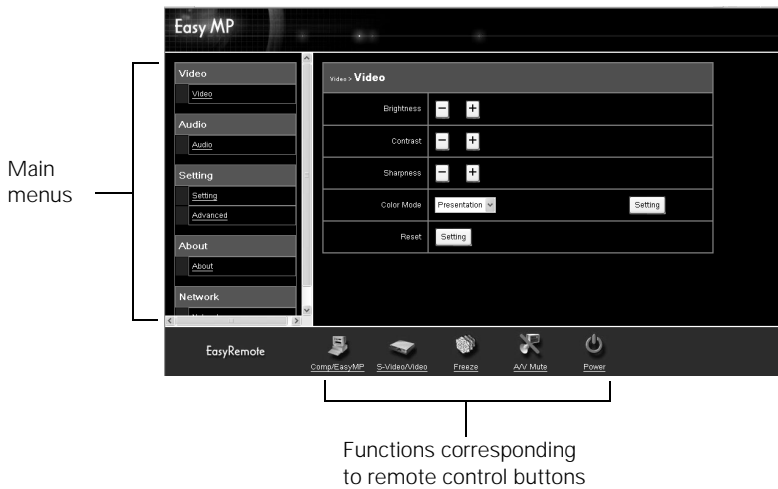 Easy MP
Main
menus
Video
Video
Audio
Audio
Setting
Setting
Advanced
About
About
Network
Video > Video
Brightness − +
Contrast − +
Sharpness − +
Color Mode Presentation Setting
Reset Setting
EasyRemote
Comp/EasyMP S-Video/Video Freeze A/V Mute Power
Functions corresponding
to remote control buttons